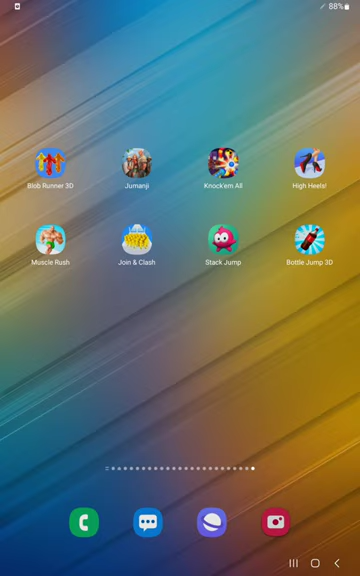 88%
Blob Runner 3D
Jumanji
Knock'em All
High Heels!
Muscle Rush
Join & Clash
Stack Jump
Bottle Jump 3D